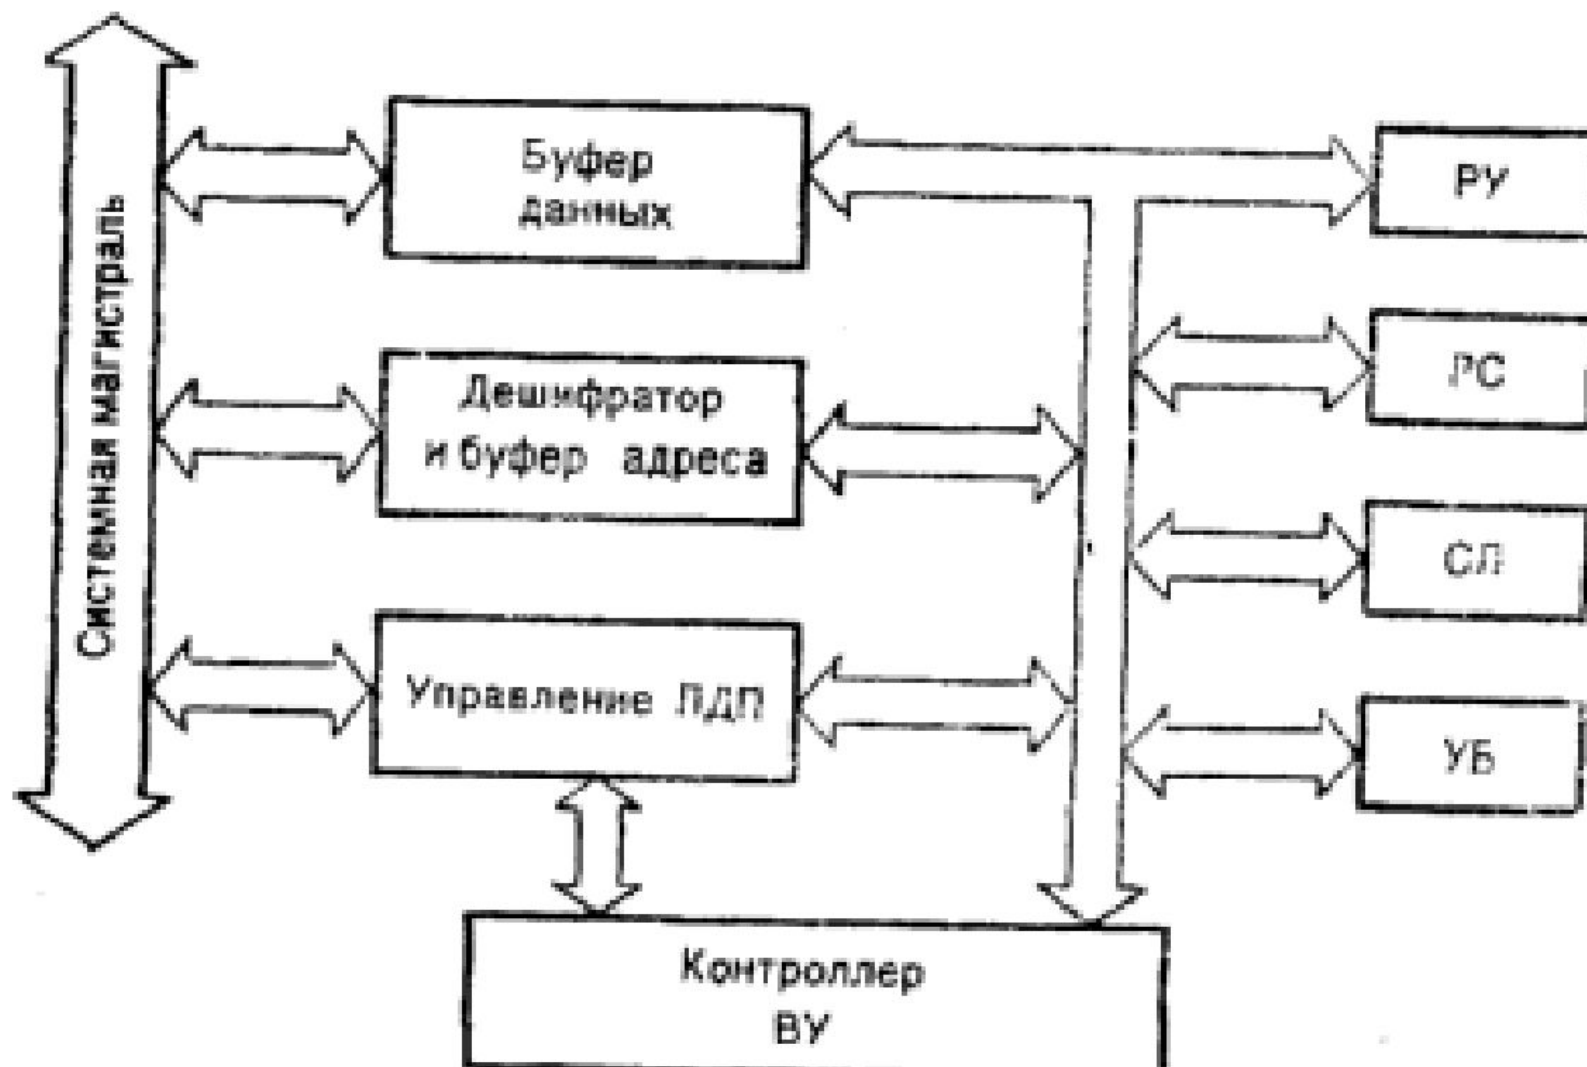 Системная магистраль
Буфер
данных
Дешифратор
и буфер адреса
Управление ПДП
Контроллер
ВУ
РУ
РС
СЛ
УБ